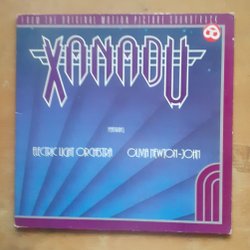 FROM THE ORIGINAL MOTION PICTURE SOUNDTRACK
XANADU
FEATURING
ELECTRIC LIGHT ORCHESTRA OLIVIA NEWTON-JOHN